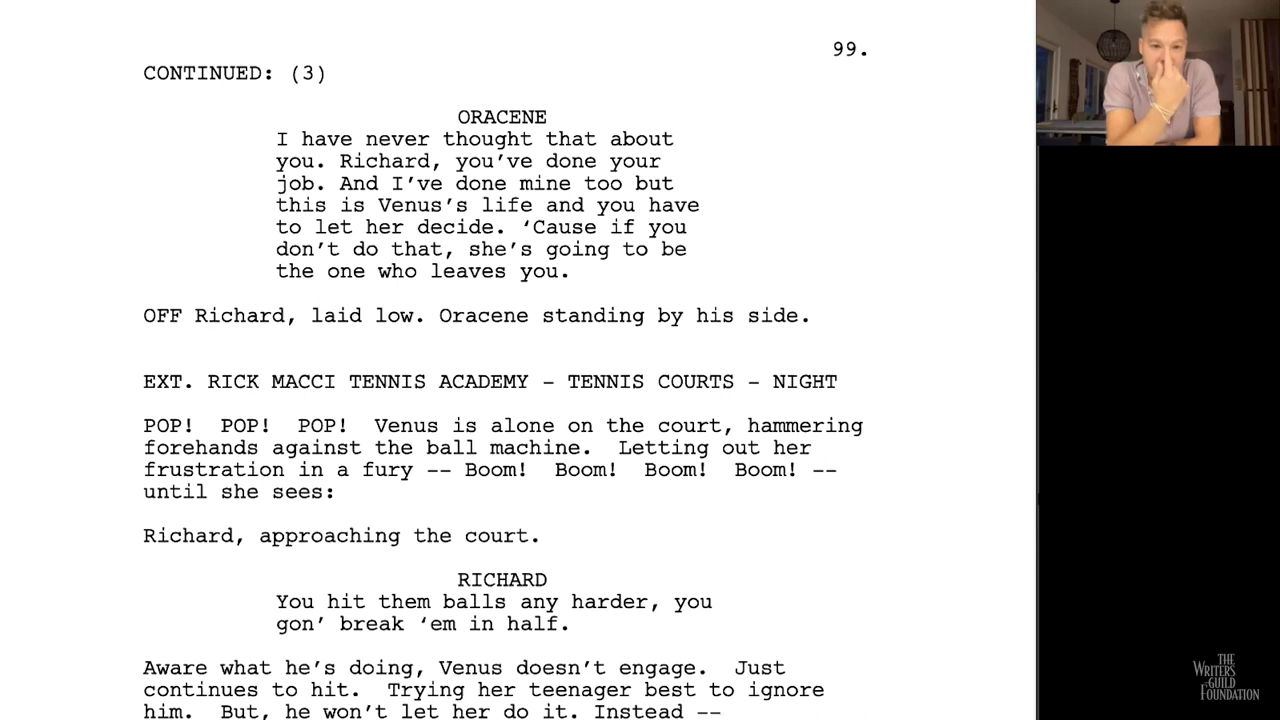 99.
CONTINUED: (3)
ORACENE
I have never thought that about
you. Richard, you’ve done your
job. And I’ve done mine too but
this is Venus’s life and you have
to let her decide. ‘Cause if you
don’t do that, she’s going to be
the one who leaves you.
OFF Richard, laid low. Oracene standing by his side.
EXT. RICK MACCI TENNIS ACADEMY – TENNIS COURTS – NIGHT
POP!  POP!  POP!  Venus is alone on the court, hammering
forehands against the ball machine.  Letting out her
frustration in a fury -- Boom!  Boom!  Boom!  Boom! --
until she sees:
Richard, approaching the court.
RICHARD
You hit them balls any harder, you
gon’ break ‘em in half.
Aware what he’s doing, Venus doesn’t engage.  Just
continues to hit.  Trying her teenager best to ignore
him.  But, he won’t let her do it. Instead --
THE
WRITERS
GUILD
FOUNDATION